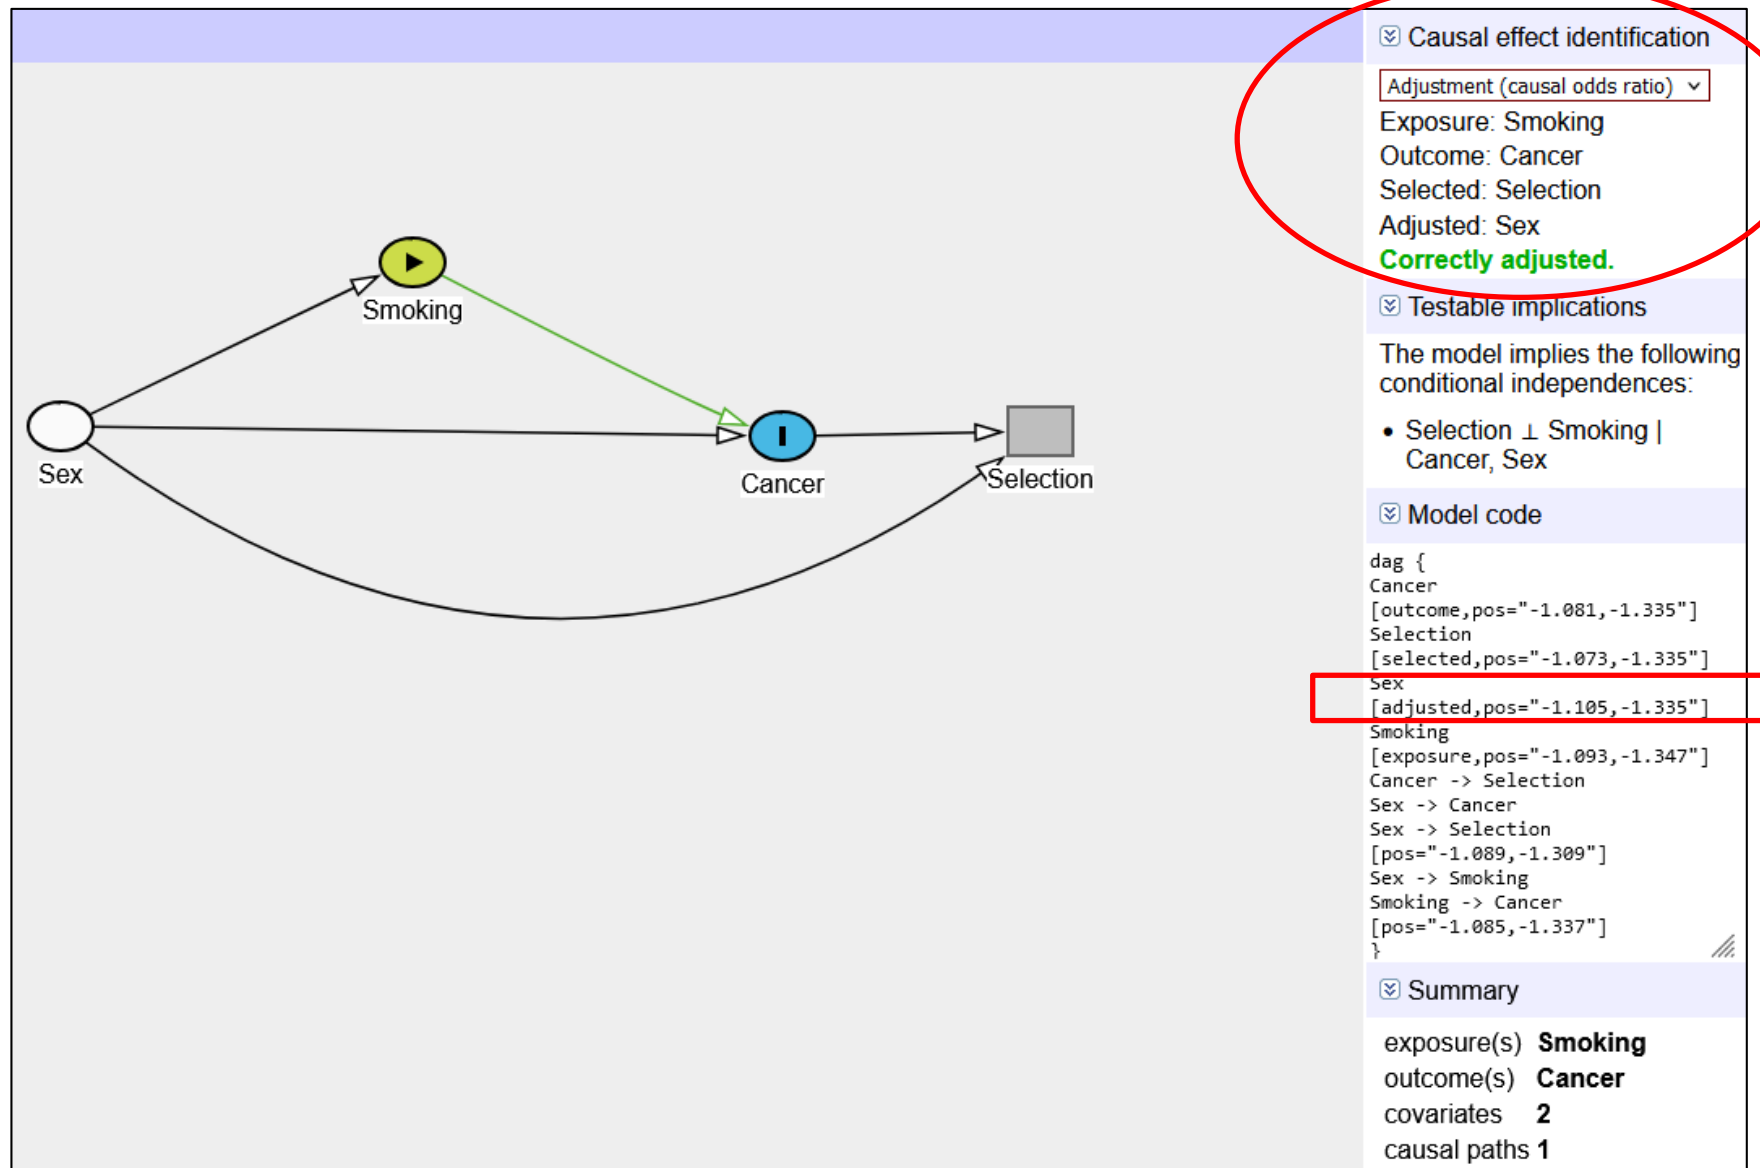 Smoking
Sex
Cancer
Selection
Causal effect identification
Adjustment (causal odds ratio)
Exposure: Smoking
Outcome: Cancer
Selected: Selection
Adjusted: Sex
Correctly adjusted.
Testable implications
The model implies the following
conditional independences:
• Selection ⊥ Smoking |
Cancer, Sex
Model code
dag {
Cancer
[outcome,pos="-1.081,-1.335"]
Selection
[selected,pos="-1.073,-1.335"]
Sex
[adjusted,pos="-1.105,-1.335"]
Smoking
[exposure,pos="-1.093,-1.347"]
Cancer -> Selection
Sex -> Cancer
Sex -> Selection
[pos="-1.089,-1.309"]
Sex -> Smoking
Smoking -> Cancer
[pos="-1.085,-1.337"]
}
Summary
exposure(s) Smoking
outcome(s) Cancer
covariates 2
causal paths 1